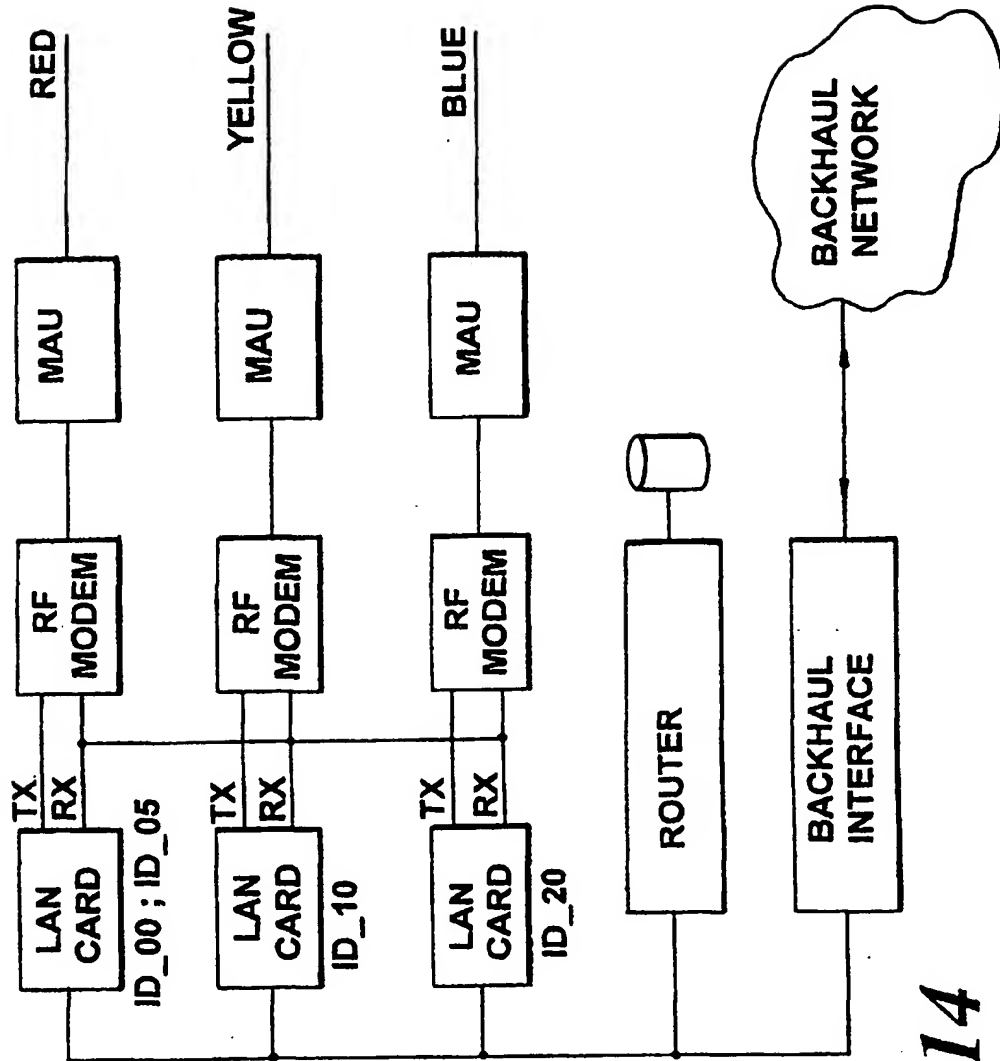 RED
MAU
RF
MODEM
TX
RX
LAN
CARD
ID_00 ; ID_05
YELLOW
MAU
RF
MODEM
TX
RX
LAN
CARD
ID_10
BLUE
MAU
RF
MODEM
TX
RX
LAN
CARD
ID_20
ROUTER
BACKHAUL
INTERFACE
BACKHAUL
NETWORK
14